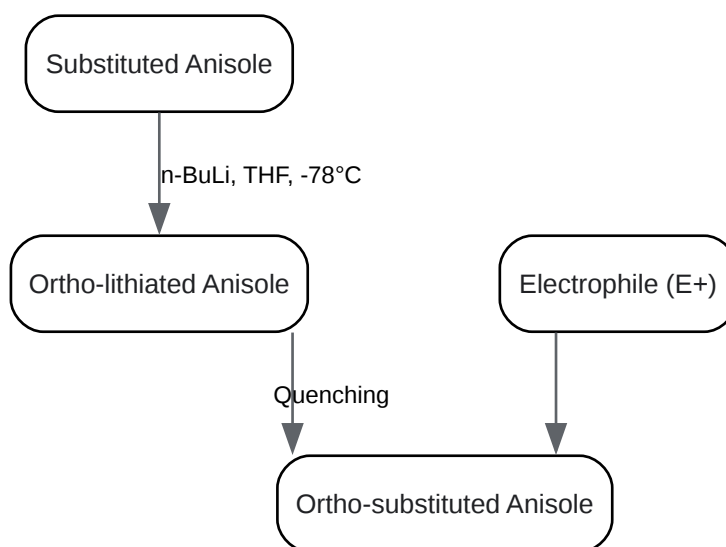 Substituted Anisole
n-BuLi, THF, -78°C
Ortho-lithiated Anisole
Electrophile (E+)
Quenching
Ortho-substituted Anisole